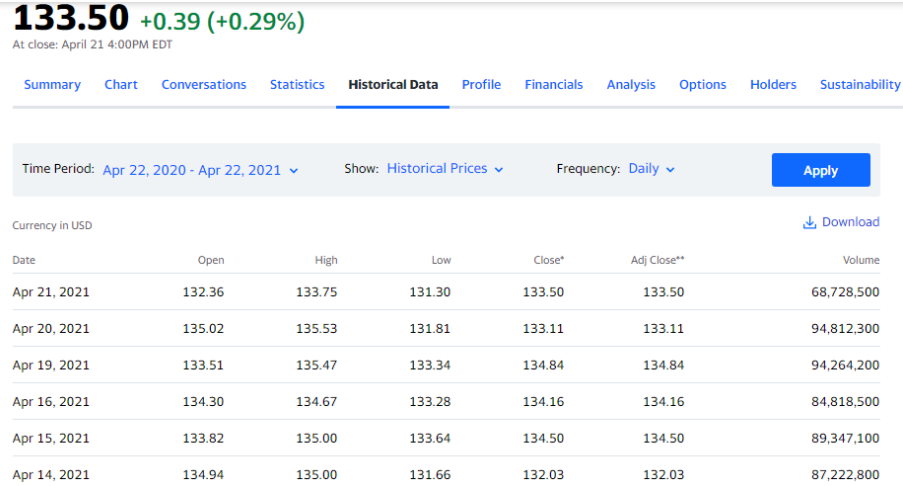 133.50 +0.39 (+0.29%)
At close: April 21 4:00PM EDT
Summary Chart Conversations Statistics Historical Data Profile Financials Analysis Options Holders Sustainability
Time Period: Apr 22, 2020 - Apr 22, 2021 Show: Historical Prices Frequency: Daily Apply
Currency in USD Download
Date Open High Low Close* Adj Close** Volume
Apr 21, 2021 132.36 133.75 131.30 133.50 133.50 68,728,500
Apr 20, 2021 135.02 135.53 131.81 133.11 133.11 94,812,300
Apr 19, 2021 133.51 135.47 133.34 134.84 134.84 94,264,200
Apr 16, 2021 134.30 134.67 133.28 134.16 134.16 84,818,500
Apr 15, 2021 133.82 135.00 133.64 134.50 134.50 89,347,100
Apr 14, 2021 134.94 135.00 131.66 132.03 132.03 87,222,800